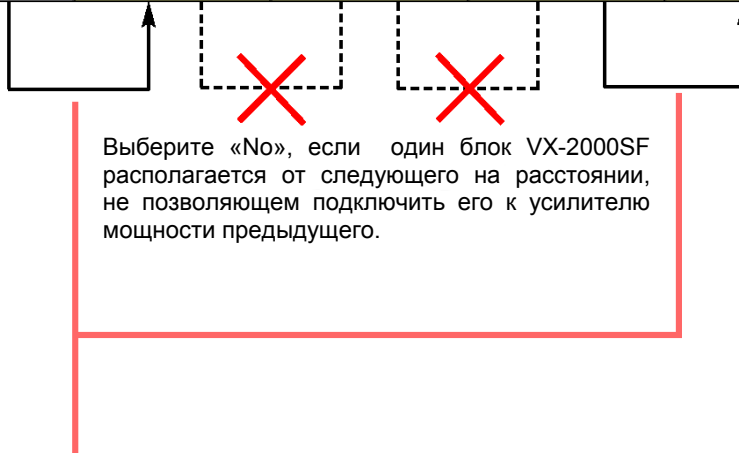 Выберите «No», если один блок VX-2000SF
располагается от следующего на расстоянии,
не позволяющем подключить его к усилителю
мощности предыдущего.